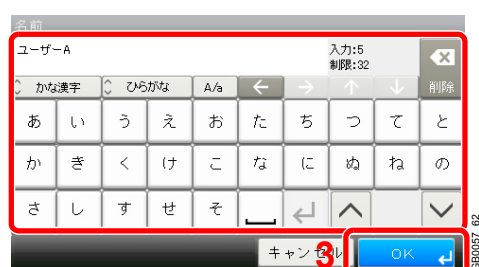 名前
ユーザーA 入力:5
制限:32
かな漢字 ひらがな A/a ← → ↑ ↓ 削除
あ い う え お た ち つ て と
か き く け こ な に ぬ ね の
さ し す せ そ
キャンセル OK
3
GB0057_62